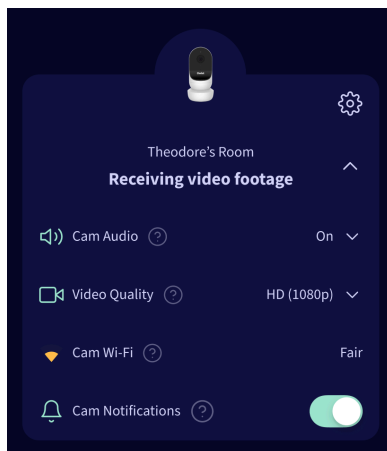 Theodore's Room
Receiving video footage
Cam Audio ? On
Video Quality ? HD (1080p)
Cam Wi-Fi ? Fair
Cam Notifications ?